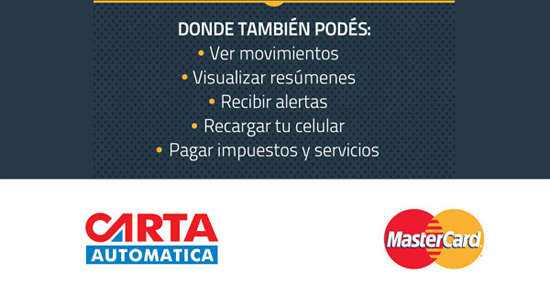 DONDE TAMBIÉN PODÉS:
• Ver movimientos
• Visualizar resúmenes
• Recibir alertas
• Recargar tu celular
• Pagar impuestos y servicios
CARTA
AUTOMATICA
MasterCard